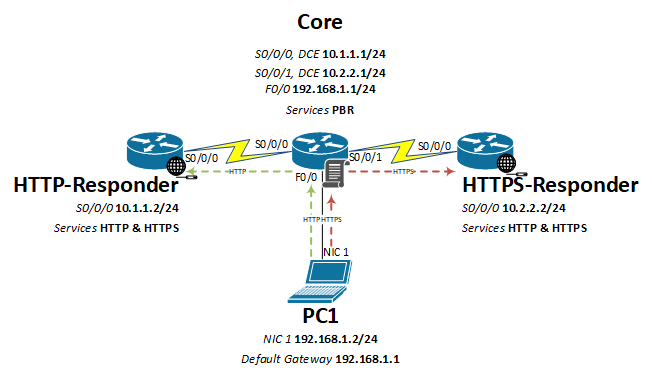 Core
S0/0/0, DCE 10.1.1.1/24
S0/0/1, DCE 10.2.2.1/24
F0/0 192.168.1.1/24
Services PBR
S0/0/0
S0/0/0
S0/0/1
S0/0/0
HTTP
F0/0
HTTPS
HTTP-Responder
S0/0/0 10.1.1.2/24
Services HTTP & HTTPS
HTTPS-Responder
S0/0/0 10.2.2.2/24
Services HTTP & HTTPS
HTTP HTTPS
NIC 1
PC1
NIC 1 192.168.1.2/24
Default Gateway 192.168.1.1